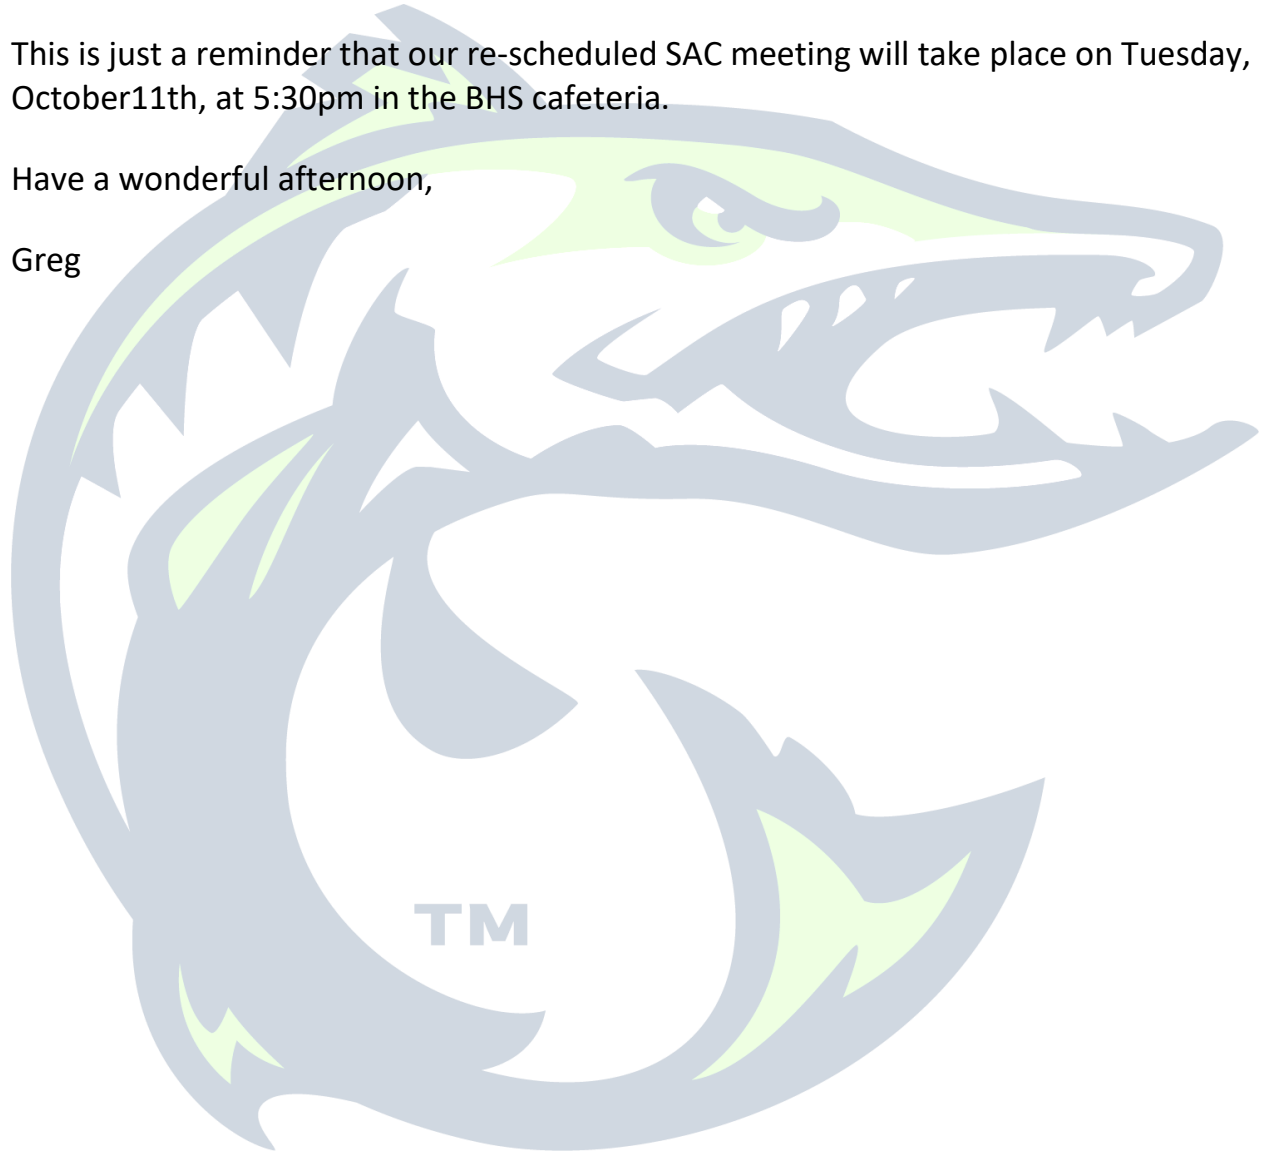 This is just a reminder that our re-scheduled SAC meeting will take place on Tuesday,
October11th, at 5:30pm in the BHS cafeteria.
Have a wonderful afternoon,
Greg
TM